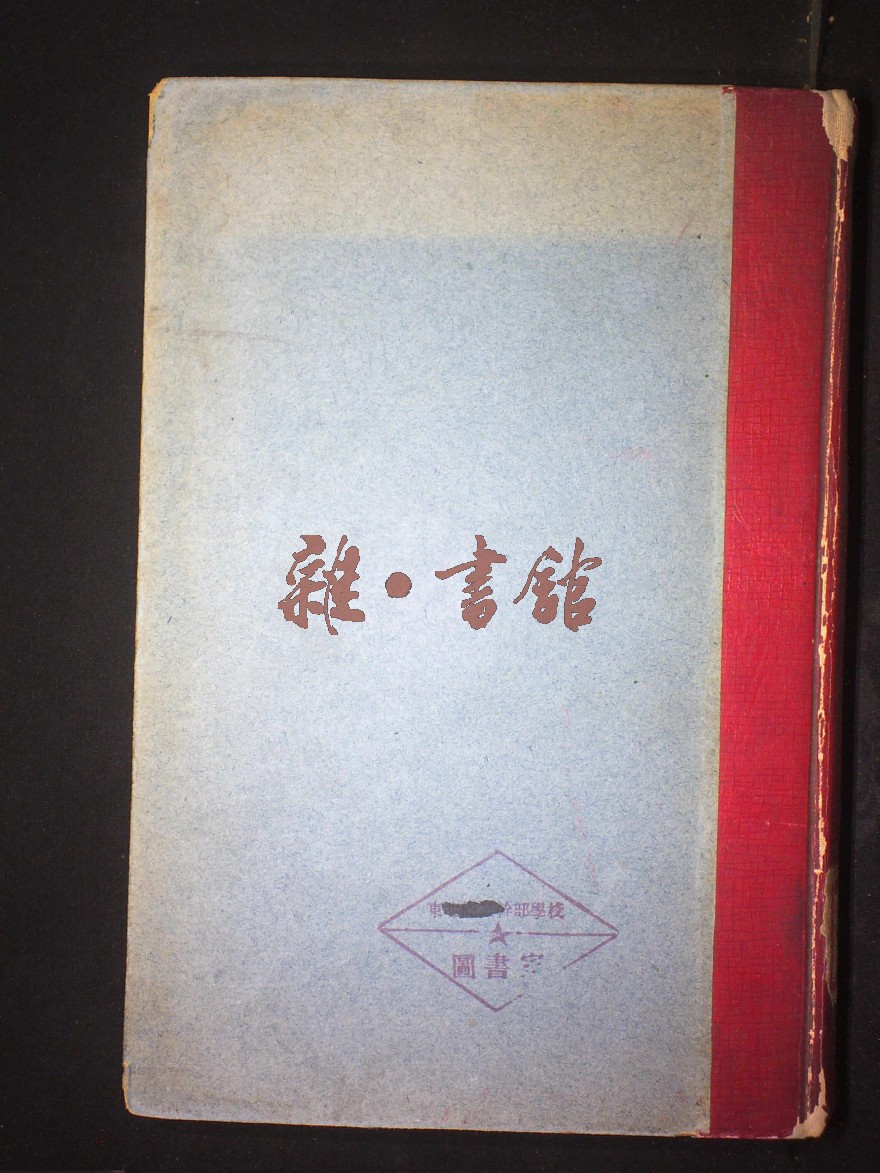 雜·書館
東 幹部學校
圖書室